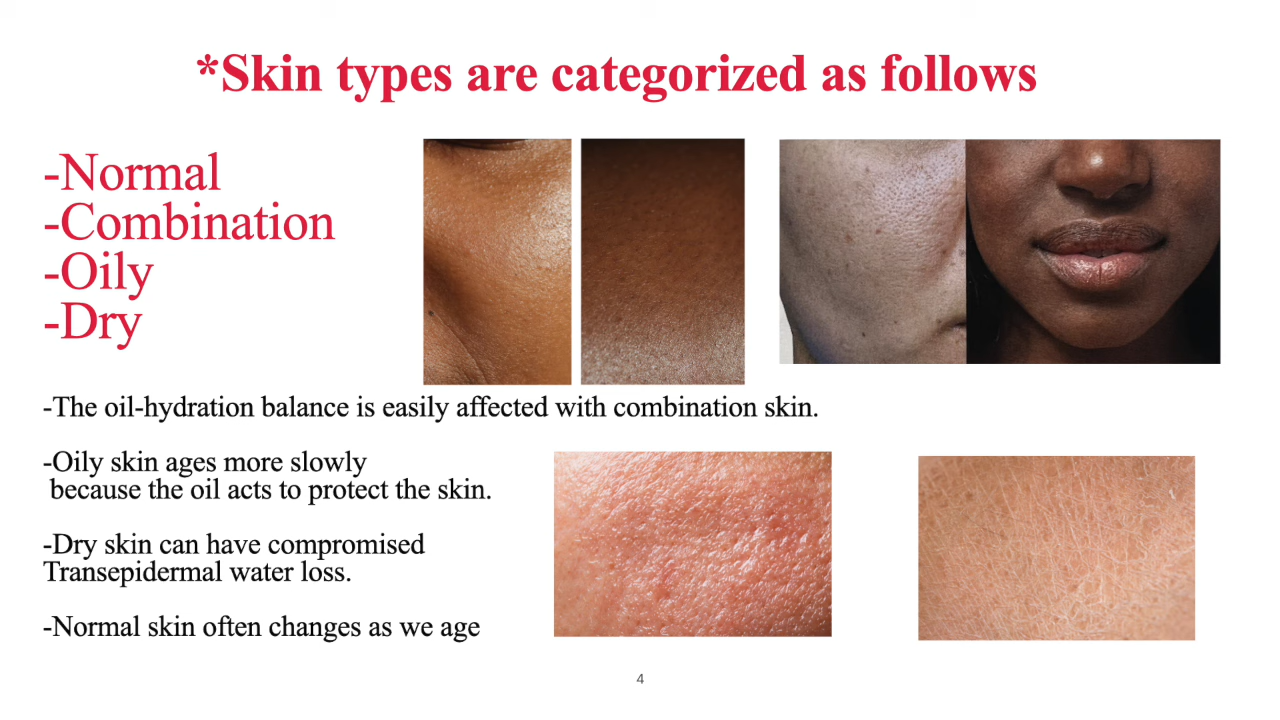 *Skin types are categorized as follows
-Normal
-Combination
-Oily
-Dry
-The oil-hydration balance is easily affected with combination skin.
-Oily skin ages more slowly
because the oil acts to protect the skin.
-Dry skin can have compromised
Transepidermal water loss.
-Normal skin often changes as we age
4